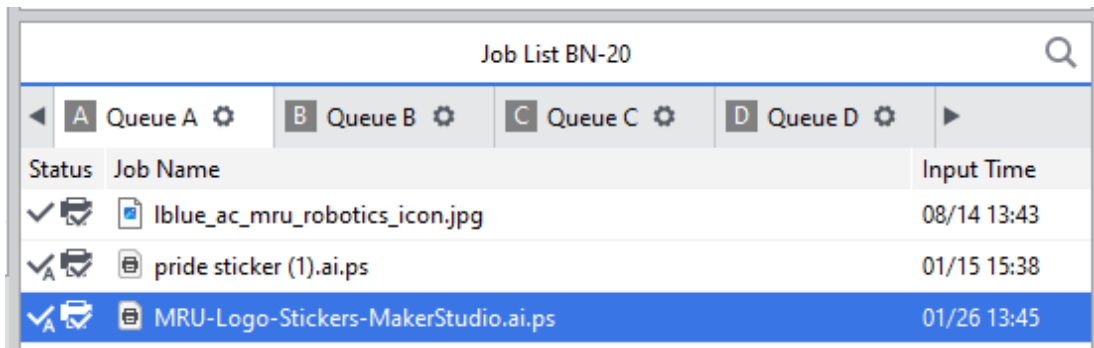 Job List BN-20
A Queue A B Queue B C Queue C D Queue D
Status Job Name Input Time
lblue_ac_mru_robotics_icon.jpg 08/14 13:43
A pride sticker (1).ai.ps 01/15 15:38
A MRU-Logo-Stickers-MakerStudio.ai.ps 01/26 13:45